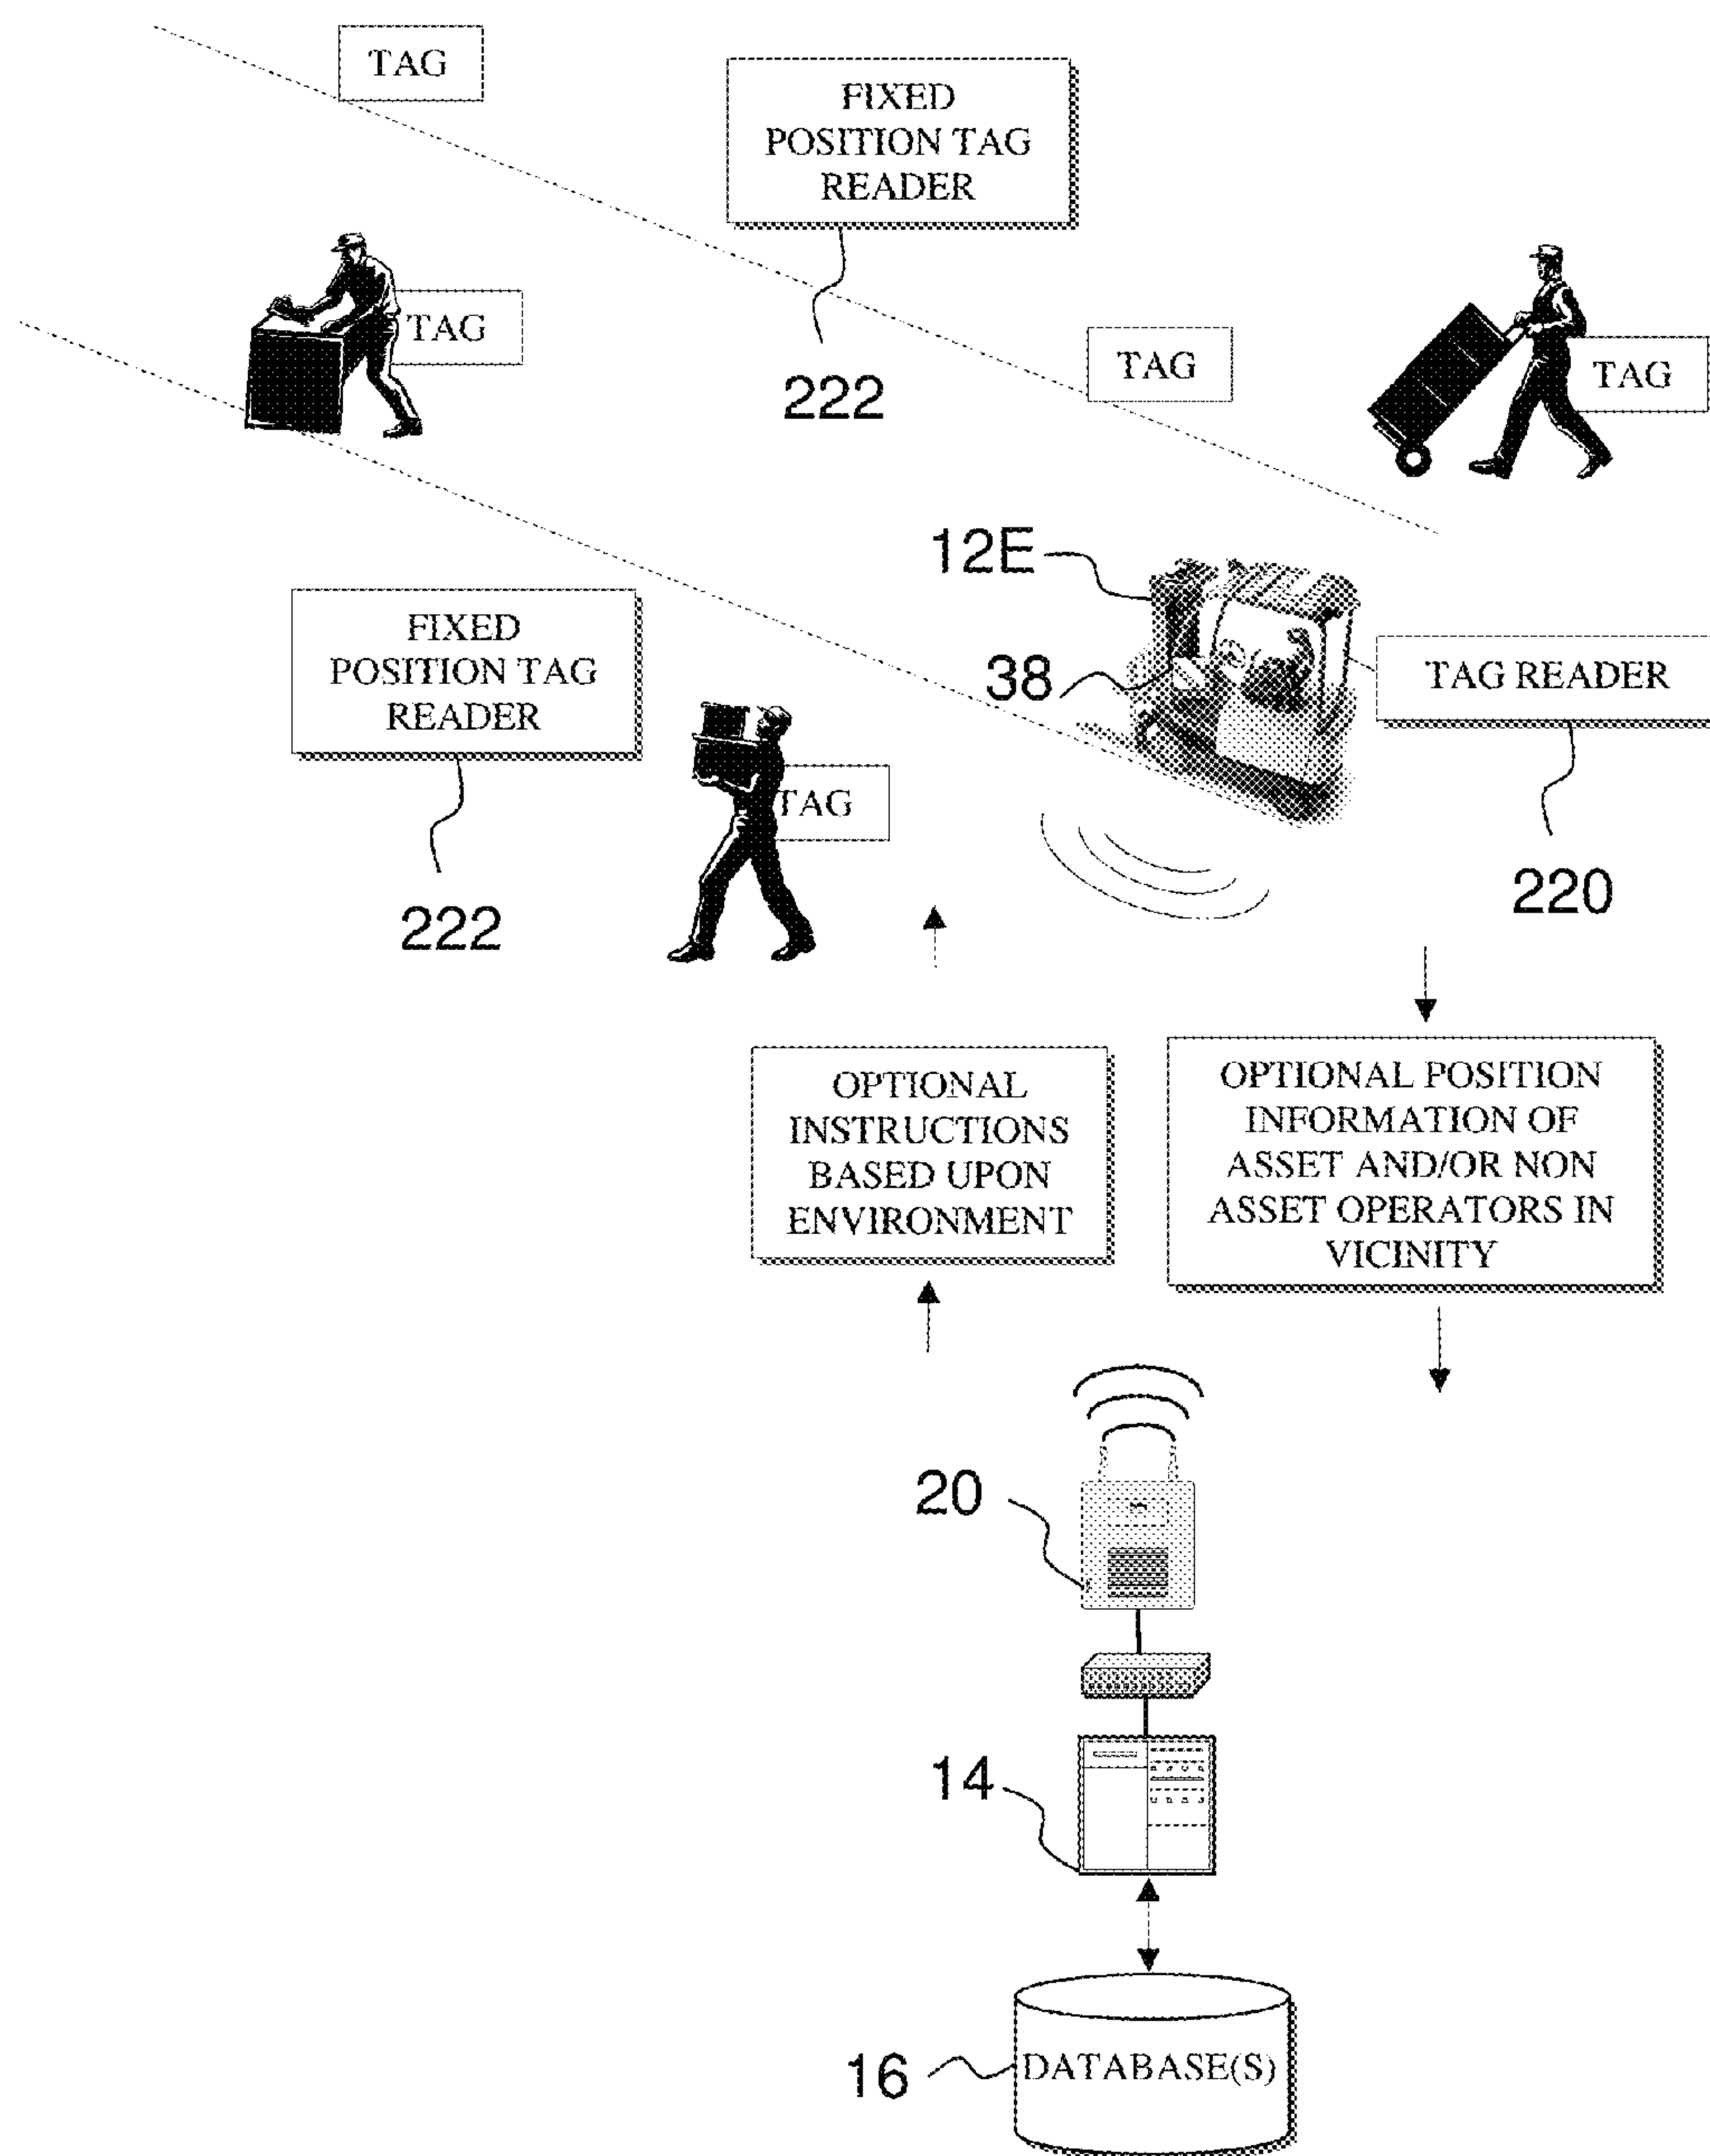 TAG
FIXED
POSITION TAG
READER
222
TAG
TAG
TAG
12E
38
TAG READER
220
FIXED
POSITION TAG
READER
222
TAG
OPTIONAL
INSTRUCTIONS
BASED UPON
ENVIRONMENT
OPTIONAL POSITION
INFORMATION OF
ASSET AND/OR NON
ASSET OPERATORS IN
VICINITY
20
14
16
DATABASE(S)